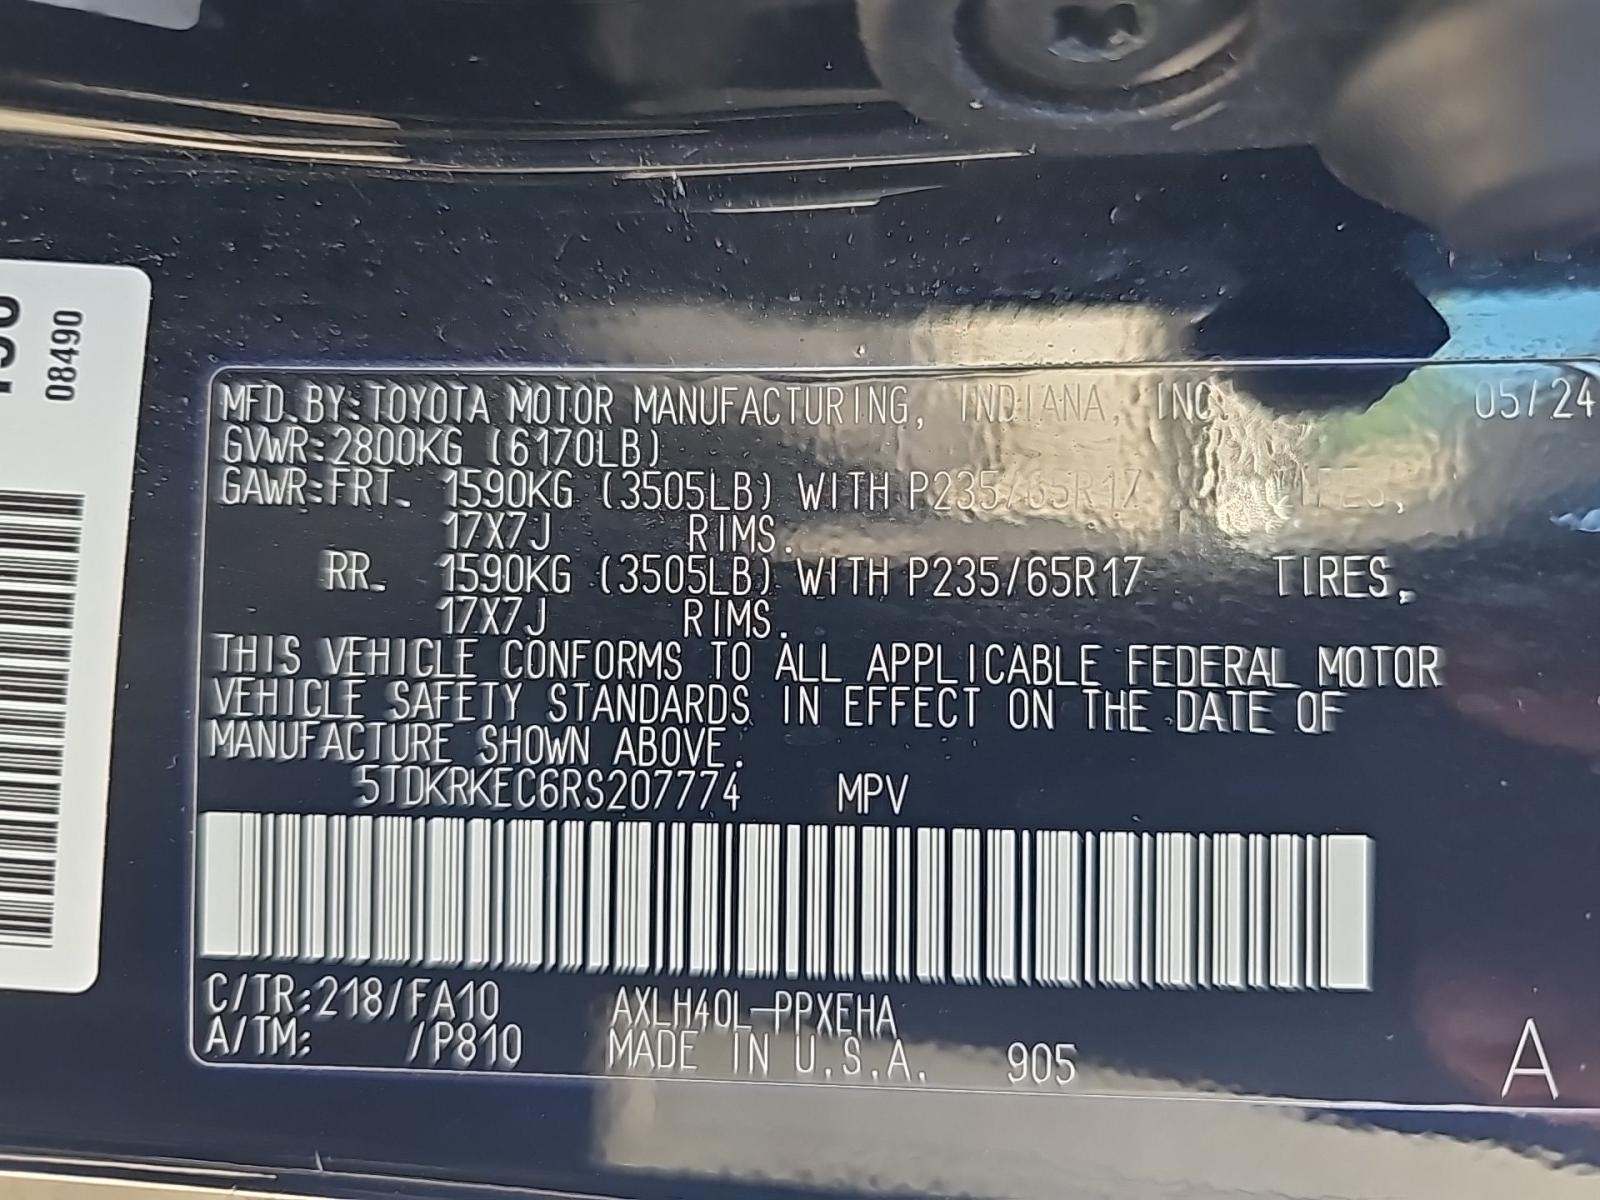 08490
MFD. BY: TOYOTA MOTOR MANUFACTURING, INDIANA, INC. 05/24
GVWR: 2800KG (6170LB)
GAWR: FRT. 1590KG (3505LB) WITH P235/65R17 TIRES,
17X7J RIMS.
RR. 1590KG (3505LB) WITH P235/65R17 TIRES,
17X7J RIMS.
THIS VEHICLE CONFORMS TO ALL APPLICABLE FEDERAL MOTOR
VEHICLE SAFETY STANDARDS IN EFFECT ON THE DATE OF
MANUFACTURE SHOWN ABOVE.
5TDKRKEC6RS207774 MPV
C/TR: 218/FA10 AXLH40L-PPXEHA
A/TM: /P810 MADE IN U.S.A. 905 A